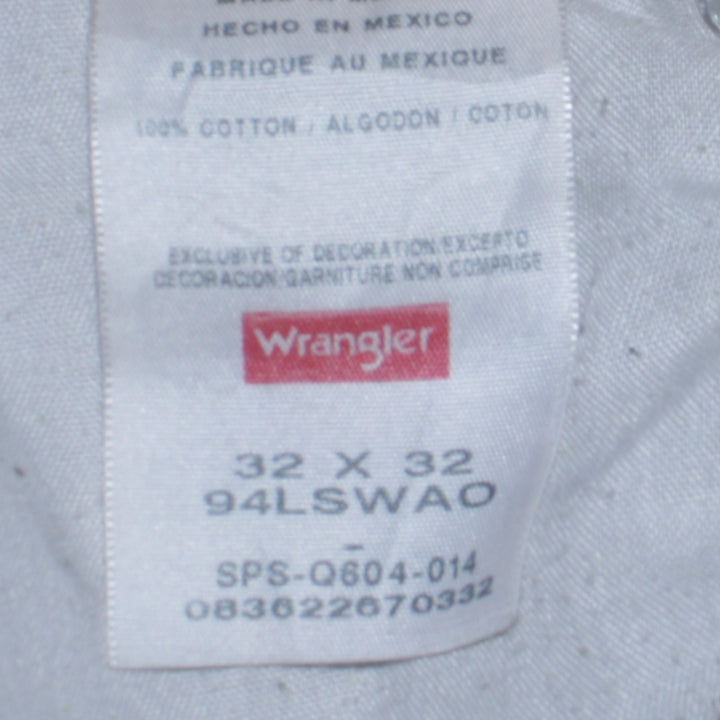 HECHO EN MEXICO
FABRIQUE AU MEXIQUE
100% COTTON / ALGODON / COTON
EXCLUSIVE OF DECORATION/EXCEPTO
DECORACION/GARNITURE NON COMPRISE
Wrangler
32 X 32
94LSWAO
-
SPS-Q604-014
083622670332